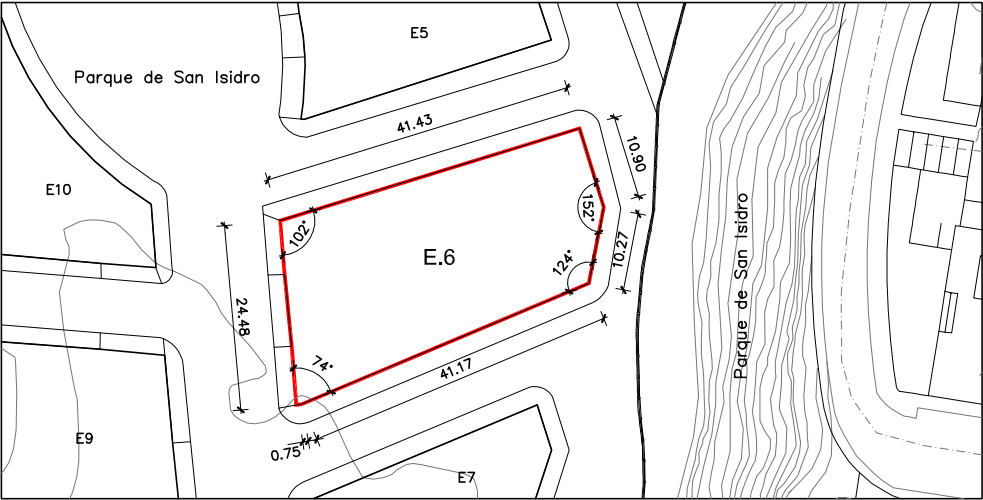 E5
Parque de San Isidro
41.43
10.90
E10
152°
102°
Parque de San Isidro
E.6
10.27
124°
24.48
74°
41.17
E9
0.75
E7